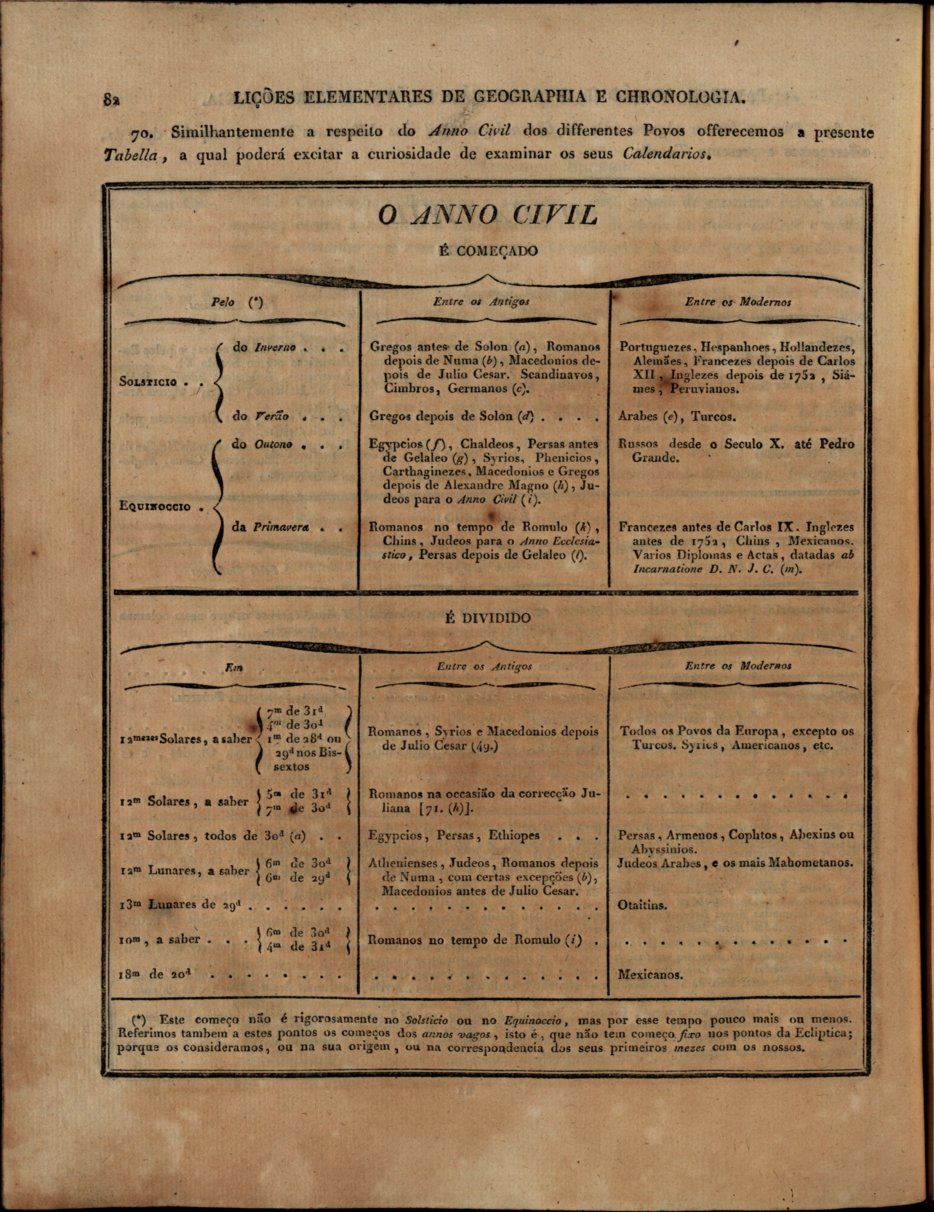 82 LIÇÕES ELEMENTARES DE GEOGRAPHIA E CHRONOLOGIA.
70. Similhantemente a respeito do Anno Civil dos differentes Povos offerecemos a presente
Tabella, a qual poderá excitar a curiosidade de examinar os seus Calendarios.
O ANNO CIVIL
É COMEÇADO
Pelo (*)
Entre os Antigos
Entre os Modernos
SOLSTICIO . .
do Inverno . . .
Gregos antes de Solon (a), Romanos
depois de Numa (b), Macedonios de-
pois de Julio Cesar. Scandinavos,
Cimbros, Germanos (c).
Portuguezes, Hespanhoes, Hollandezes,
Alemães, Francezes depois de Carlos
XII, Inglezes depois de 1752, Siá-
mes, Peruvianos.
do Verão . . .
Gregos depois de Solon (d) . . . .
Arabes (e), Turcos.
EQUINOCCIO .
do Outono . . .
Egypcios (f), Chaldeos, Persas antes
de Gelaleo (g), Syrios, Phenicios,
Carthaginezes, Macedonios e Gregos
depois de Alexandre Magno (h), Ju-
deos para o Anno Civil (i).
Russos desde o Seculo X. até Pedro
Grande.
da Primavera . .
Romanos no tempo de Romulo (k),
Chins, Judeos para o Anno Ecclesia-
stico, Persas depois de Gelaleo (l).
Francezes antes de Carlos IX. Inglezes
antes de 1752, Chins, Mexicanos.
Varios Diplomas e Actas, datadas ab
Incarnatione D. N. J. C. (m).
É DIVIDIDO
Em
Entre os Antigos
Entre os Modernos
12mezes Solares, a saber
7m de 31d
4m de 30d
1m de 28d ou
29d nos Bis-
sextos
Romanos, Syrios e Macedonios depois
de Julio Cesar (49.)
Todos os Povos da Europa, excepto os
Turcos. Syrios, Americanos, etc.
12m Solares, a saber
5m de 31d
7m de 30d
Romanos na occasião da correcção Ju-
liana [71. (h)].
. . . . . . . . . . . . .
12m Solares, todos de 30d (a) . .
Egypcios, Persas, Ethiopes . . .
Persas, Armenos, Cophtos, Abexins ou
Abyssinios.
12m Lunares, a saber
6m de 30d
6m de 29d
Athenienses, Judeos, Romanos depois
de Numa, com certas excepções (b),
Macedonios antes de Julio Cesar.
Judeos Arabes, e os mais Mahometanos.
13m Lunares de 29d . . . . . .
. . . . . . . . . . . . .
Otaitins.
10m, a saber . . .
6m de 30d
4m de 31d
Romanos no tempo de Romulo (i) .
. . . . . . . . . . . . .
18m de 20d . . . . . . . .
. . . . . . . . . . . . .
Mexicanos.
(*) Este começo não é rigorosamente no Solsticio ou no Equinoccio, mas por esse tempo pouco mais ou menos.
Referimos tambem a estes pontos os começos dos annos vagos, isto é, que não tem começo fixo nos pontos da Ecliptica;
porque os consideramos, ou na sua origem, ou na correspondencia dos seus primeiros mezes com os nossos.